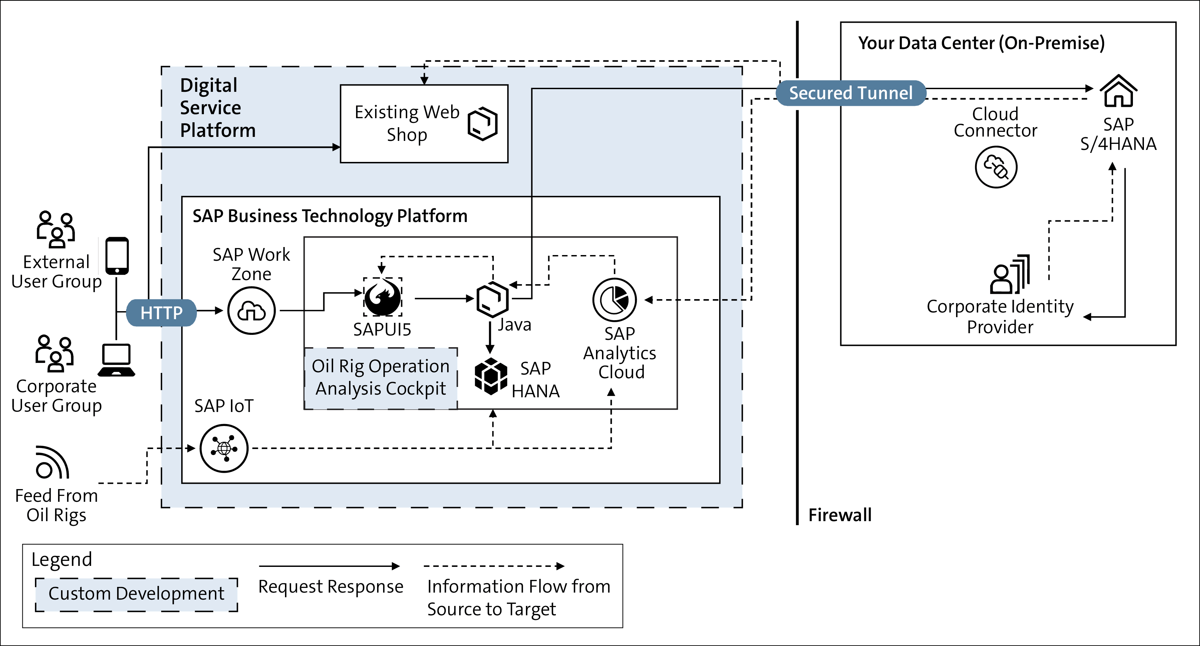 Your Data Center (On-Premise)
Digital
Service
Platform
Existing Web
Shop
Secured Tunnel
Cloud
Connector
SAP
S/4HANA
SAP Business Technology Platform
External
User Group
SAP Work
Zone
HTTP
SAPUI5
Java
SAP
Analytics
Cloud
Corporate Identity
Provider
Oil Rig Operation
Analysis Cockpit
SAP
HANA
Corporate
User Group
SAP IoT
Feed From
Oil Rigs
Firewall
Legend
Custom Development
Request Response
Information Flow from
Source to Target